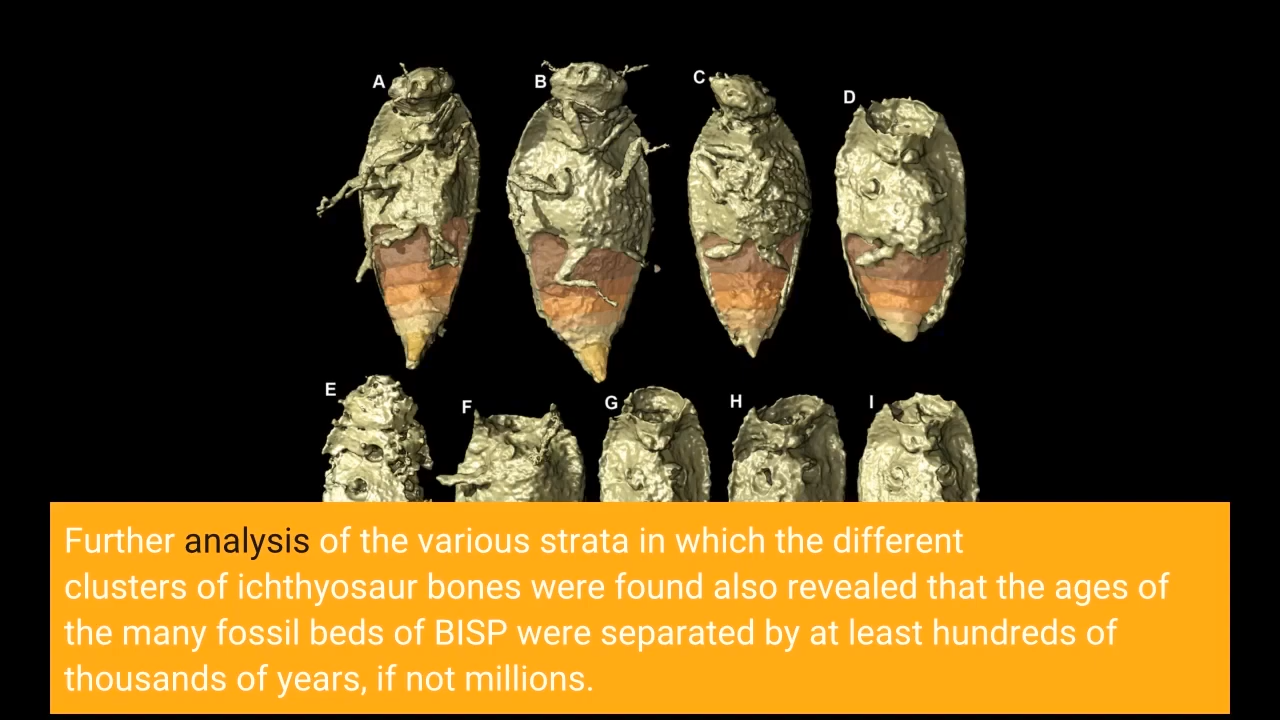 A B C D
E F G H I
Further analysis of the various strata in which the different
clusters of ichthyosaur bones were found also revealed that the ages of
the many fossil beds of BISP were separated by at least hundreds of
thousands of years, if not millions.